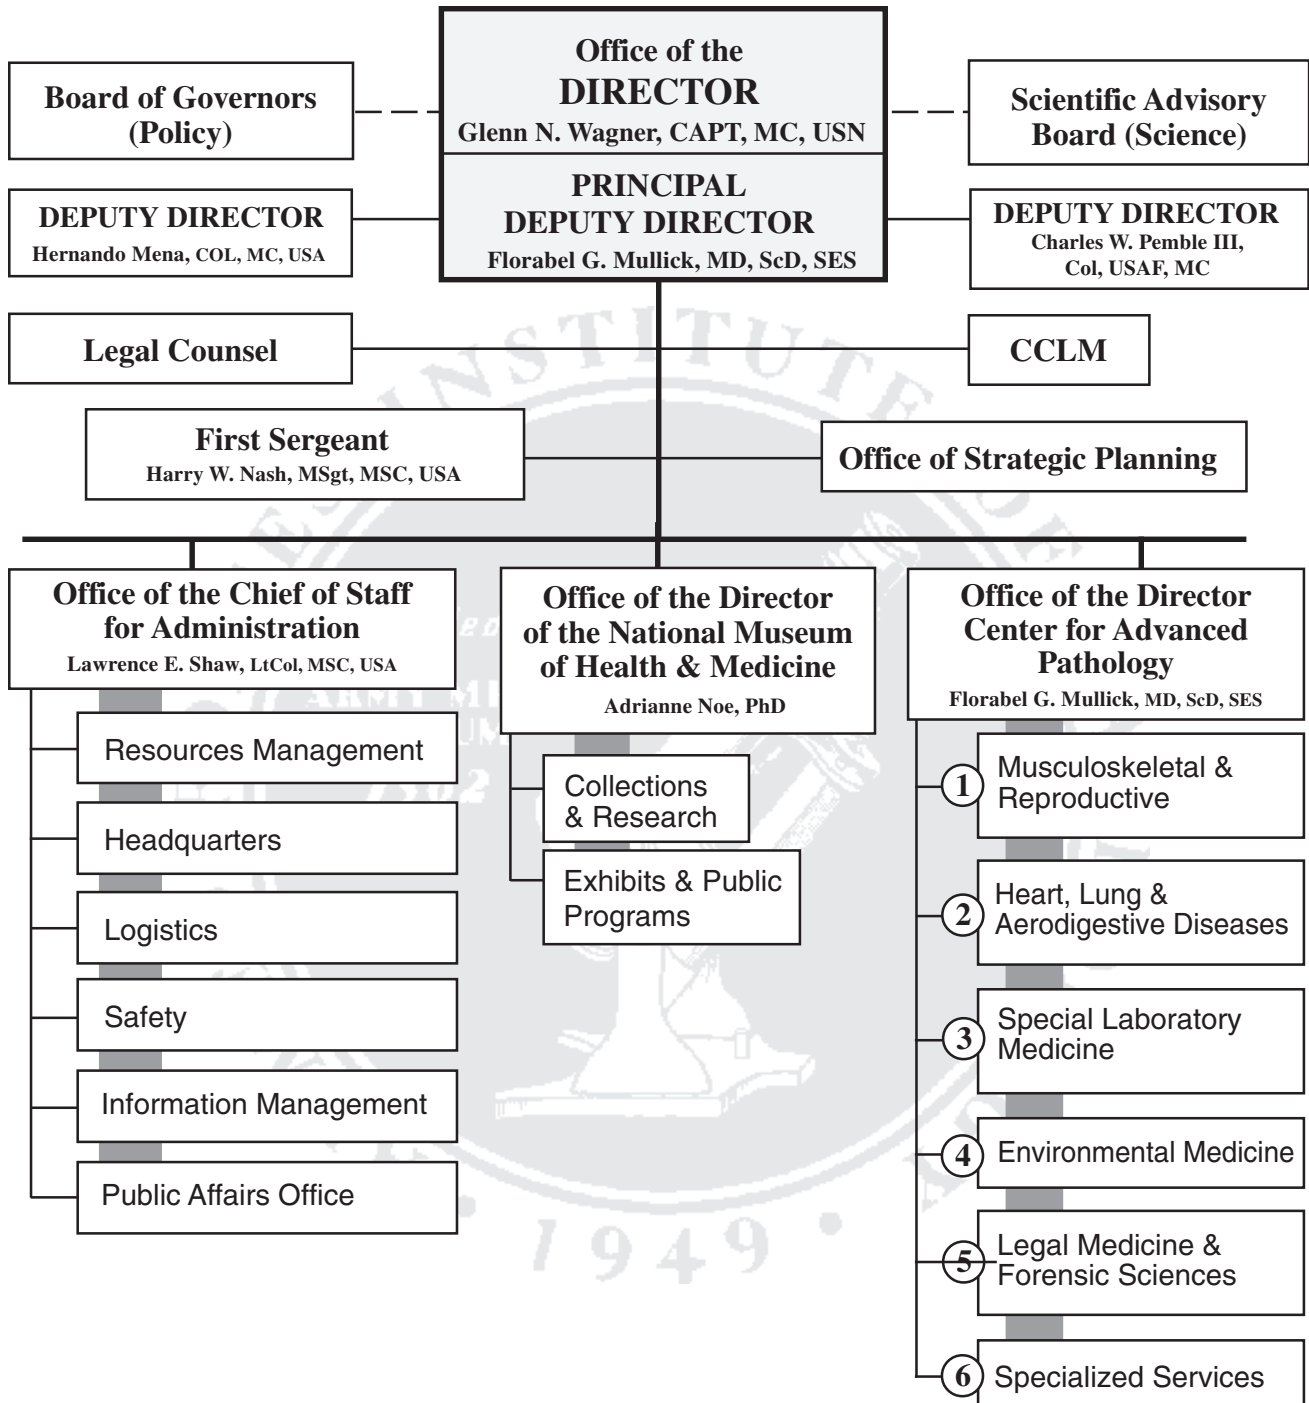 Office of the
DIRECTOR
Glenn N. Wagner, CAPT, MC, USN
Board of Governors
(Policy)
Scientific Advisory
Board (Science)
PRINCIPAL
DEPUTY DIRECTOR
Florabel G. Mullick, MD, ScD, SES
DEPUTY DIRECTOR
Hernando Mena, COL, MC, USA
DEPUTY DIRECTOR
Charles W. Pemble III,
Col, USAF, MC
Legal Counsel
CCLM
First Sergeant
Harry W. Nash, MSgt, MSC, USA
Office of Strategic Planning
Office of the Chief of Staff
for Administration
Lawrence E. Shaw, LtCol, MSC, USA
Resources Management
Headquarters
Logistics
Safety
Information Management
Public Affairs Office
Office of the Director
of the National Museum
of Health & Medicine
Adrianne Noe, PhD
Collections
& Research
Exhibits & Public
Programs
Office of the Director
Center for Advanced
Pathology
Florabel G. Mullick, MD, ScD, SES
1 Musculoskeletal &
Reproductive
2 Heart, Lung &
Aerodigestive Diseases
3 Special Laboratory
Medicine
4 Environmental Medicine
5 Legal Medicine &
Forensic Sciences
6 Specialized Services
INSTITUTE OF
1949